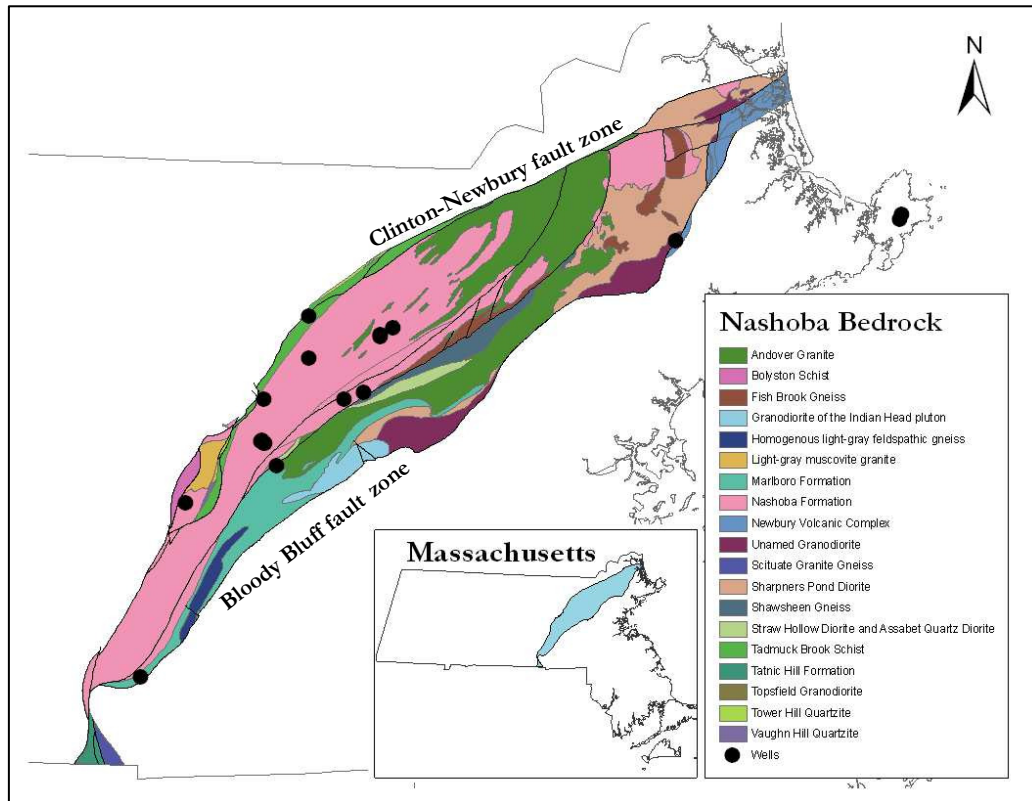 N
Clinton-Newbury fault zone
Bloody Bluff fault zone
Massachusetts
Nashoba Bedrock
Andover Granite
Bolyston Schist
Fish Brook Gneiss
Granodiorite of the Indian Head pluton
Homogenous light-gray feldspathic gneiss
Light-gray muscovite granite
Marlboro Formation
Nashoba Formation
Newbury Volcanic Complex
Unamed Granodiorite
Scituate Granite Gneiss
Sharpners Pond Diorite
Shawsheen Gneiss
Straw Hollow Diorite and Assabet Quartz Diorite
Tadmuck Brook Schist
Tatnic Hill Formation
Topsfield Granodiorite
Tower Hill Quartzite
Vaughn Hill Quartzite
Wells